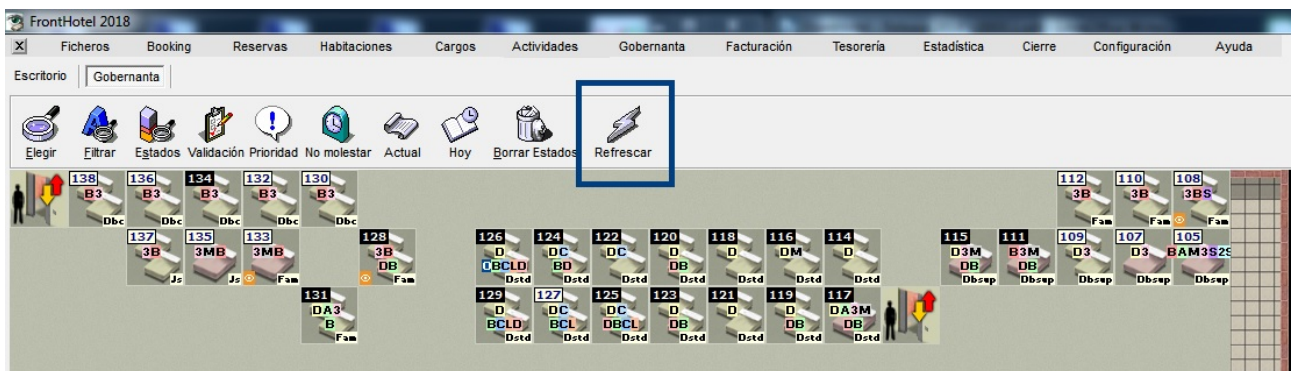 FrontHotel 2018
X Ficheros Booking Reservas Habitaciones Cargos Actividades Gobernanta Facturación Tesorería Estadística Cierre Configuración Ayuda
Escritorio Gobernanta
Elegir Filtrar Estados Validación Prioridad No molestar Actual Hoy Borrar Estados Refrescar
138 136 134 132 130 112 110 108
B3 B3 B3 B3 B3 3B 3B 3BS
Dbc Dbc Dbc Dbc Dbc Fam Fam Fam
137 135 133 128 126 124 122 120 118 116 114 115 111 109 107 105
3B 3MB 3MB 3B D DC DC D D DM D D3M B3M D3 D3 BAM3S2S
DB BCLD BD DB DB DB
Js Js Fam Fam Dstd Dstd Dstd Dstd Dstd Dstd Dstd Dbsup Dbsup Dbsup Dbsup Dbsup
131 129 127 125 123 121 119 117
DA3 D DC DC D D D DA3M
B BCLD BCL DBCL DB DB DB
Fam Dstd Dstd Dstd Dstd Dstd Dstd Dstd